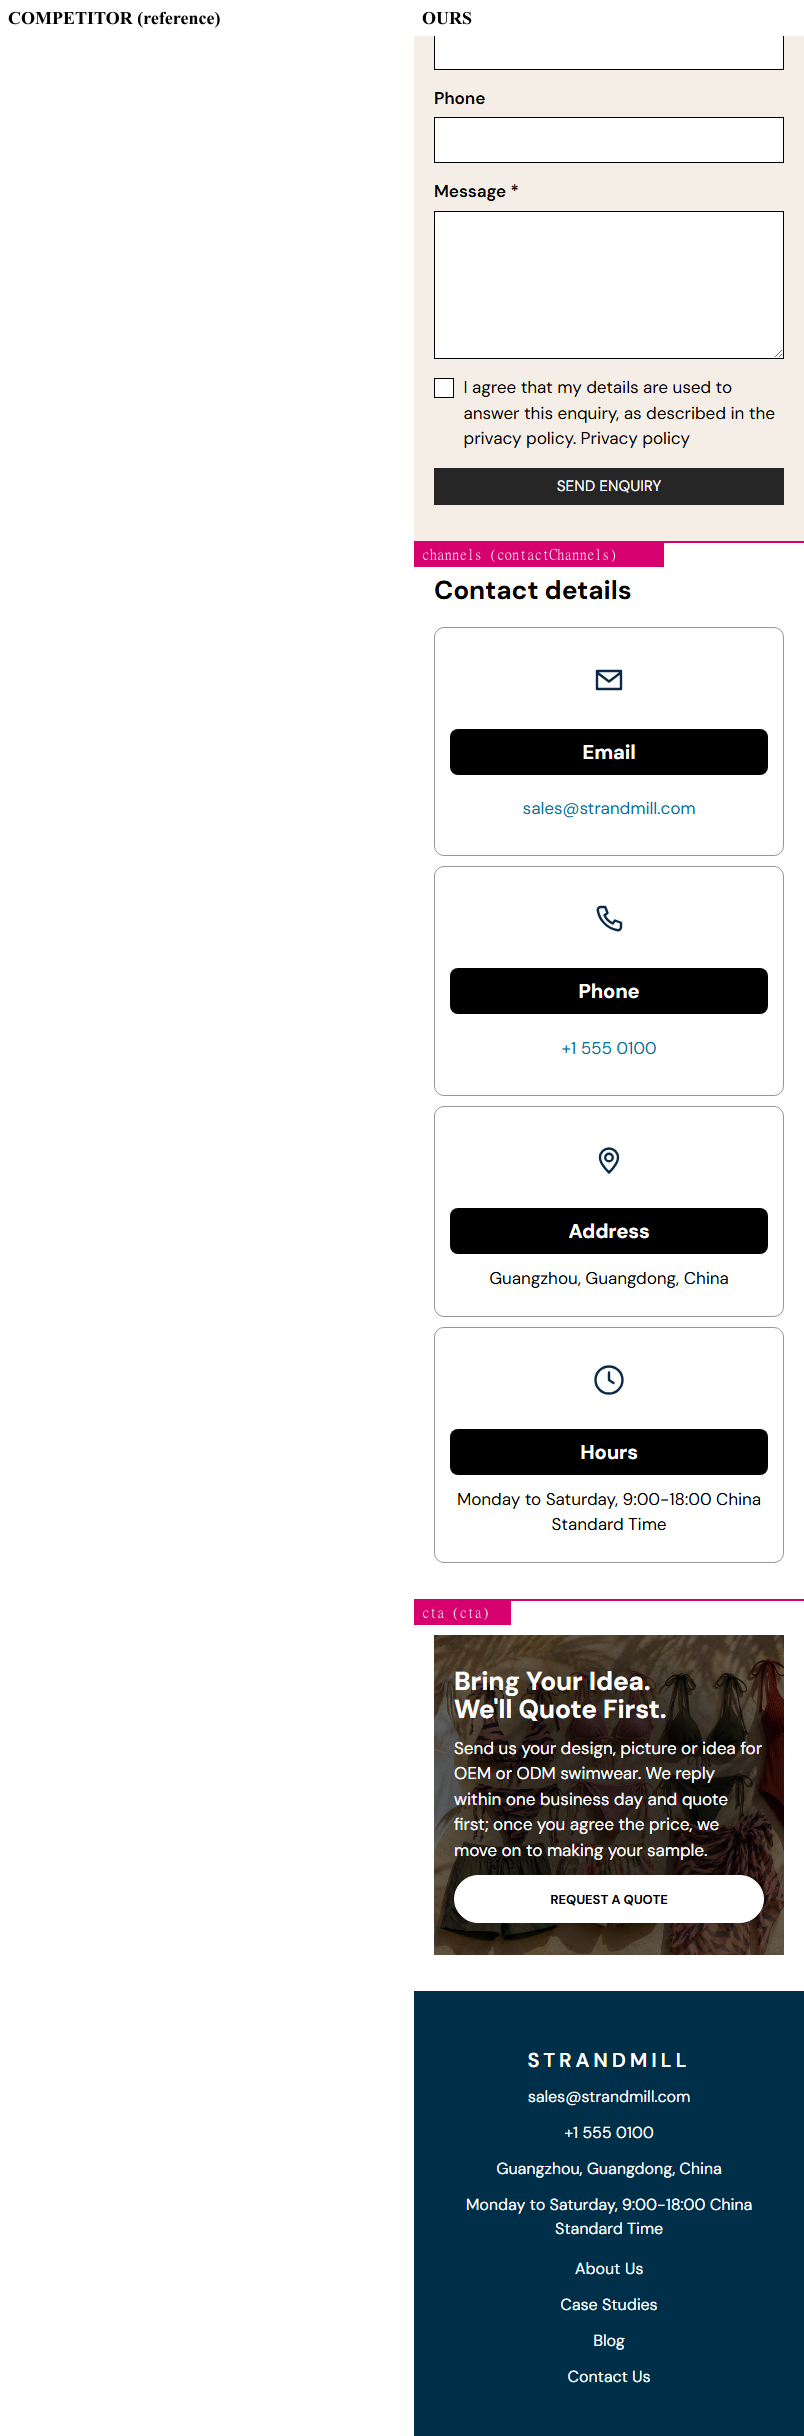 COMPETITOR (reference)
OURS
Phone
Message *
I agree that my details are used to
answer this enquiry, as described in the
privacy policy. Privacy policy
SEND ENQUIRY
channels (contactChannels)
Contact details
Email
sales@strandmill.com
Phone
+1 555 0100
Address
Guangzhou, Guangdong, China
Hours
Monday to Saturday, 9:00-18:00 China
Standard Time
cta (cta)
Bring Your Idea.
We'll Quote First.
Send us your design, picture or idea for
OEM or ODM swimwear. We reply
within one business day and quote
first; once you agree the price, we
move on to making your sample.
REQUEST A QUOTE
STRANDMILL
sales@strandmill.com
+1 555 0100
Guangzhou, Guangdong, China
Monday to Saturday, 9:00-18:00 China
Standard Time
About Us
Case Studies
Blog
Contact Us